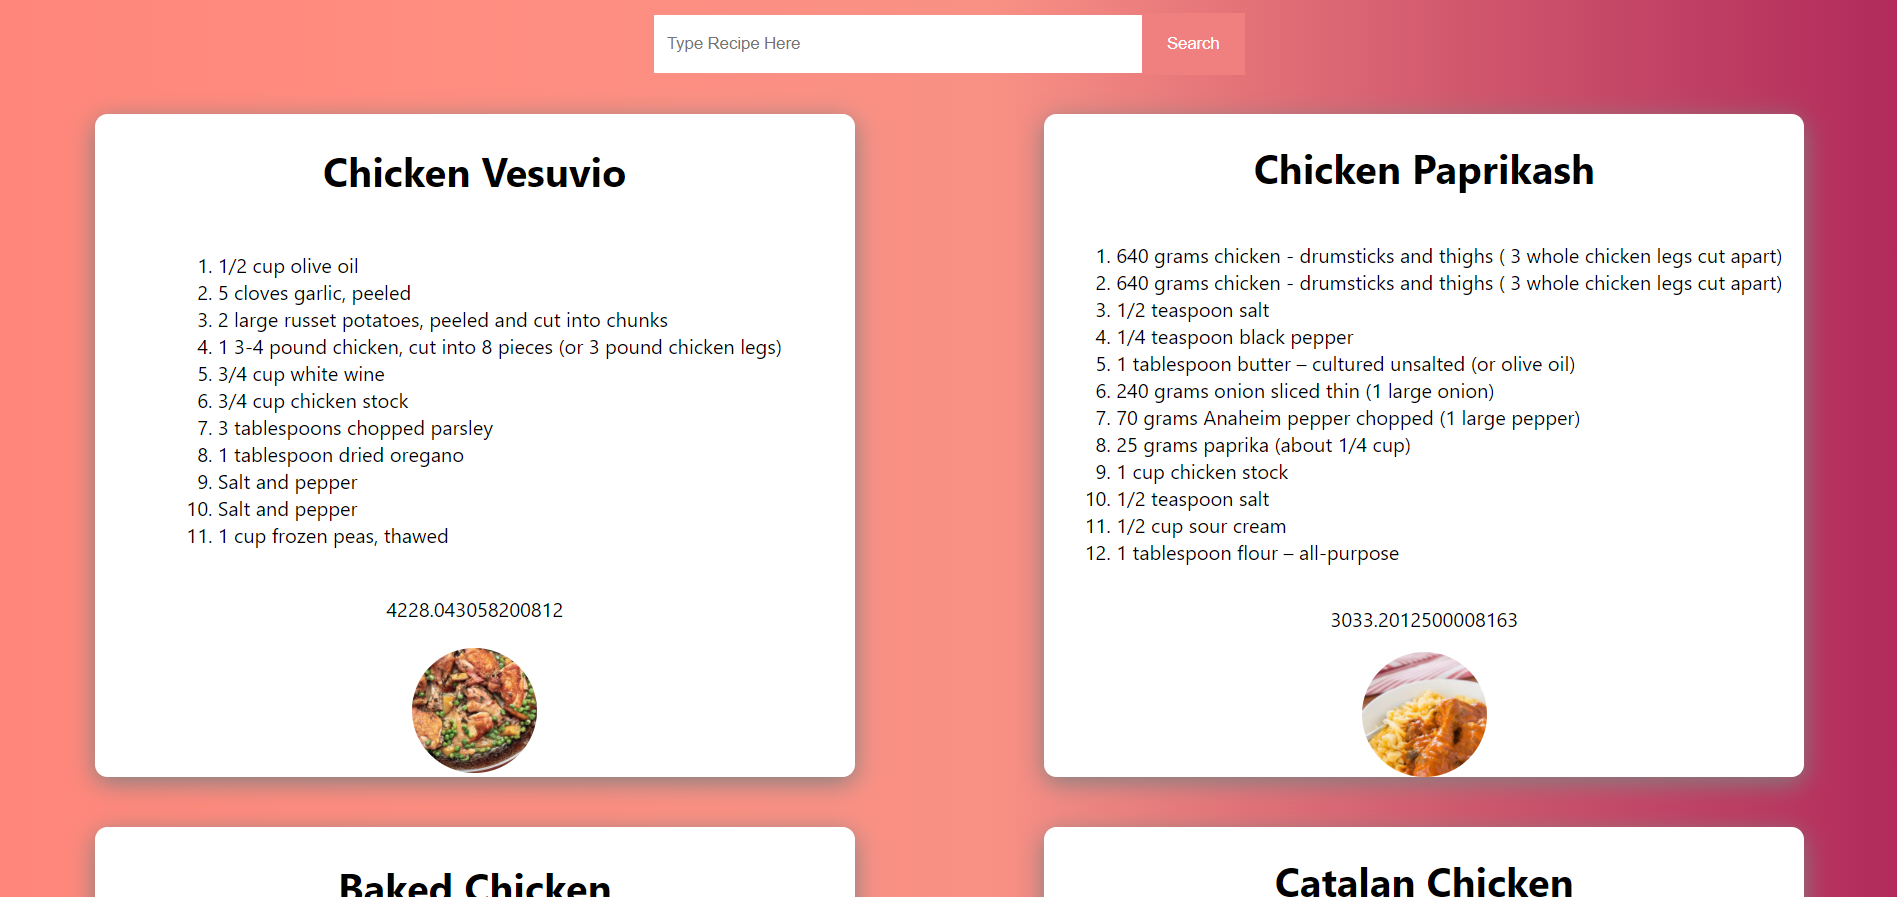 Type Recipe Here
Search
Chicken Vesuvio
1. 1/2 cup olive oil
2. 5 cloves garlic, peeled
3. 2 large russet potatoes, peeled and cut into chunks
4. 1 3-4 pound chicken, cut into 8 pieces (or 3 pound chicken legs)
5. 3/4 cup white wine
6. 3/4 cup chicken stock
7. 3 tablespoons chopped parsley
8. 1 tablespoon dried oregano
9. Salt and pepper
10. Salt and pepper
11. 1 cup frozen peas, thawed
4228.043058200812
Chicken Paprikash
1. 640 grams chicken - drumsticks and thighs ( 3 whole chicken legs cut apart)
2. 640 grams chicken - drumsticks and thighs ( 3 whole chicken legs cut apart)
3. 1/2 teaspoon salt
4. 1/4 teaspoon black pepper
5. 1 tablespoon butter – cultured unsalted (or olive oil)
6. 240 grams onion sliced thin (1 large onion)
7. 70 grams Anaheim pepper chopped (1 large pepper)
8. 25 grams paprika (about 1/4 cup)
9. 1 cup chicken stock
10. 1/2 teaspoon salt
11. 1/2 cup sour cream
12. 1 tablespoon flour – all-purpose
3033.2012500008163
Baked Chicken
Catalan Chicken